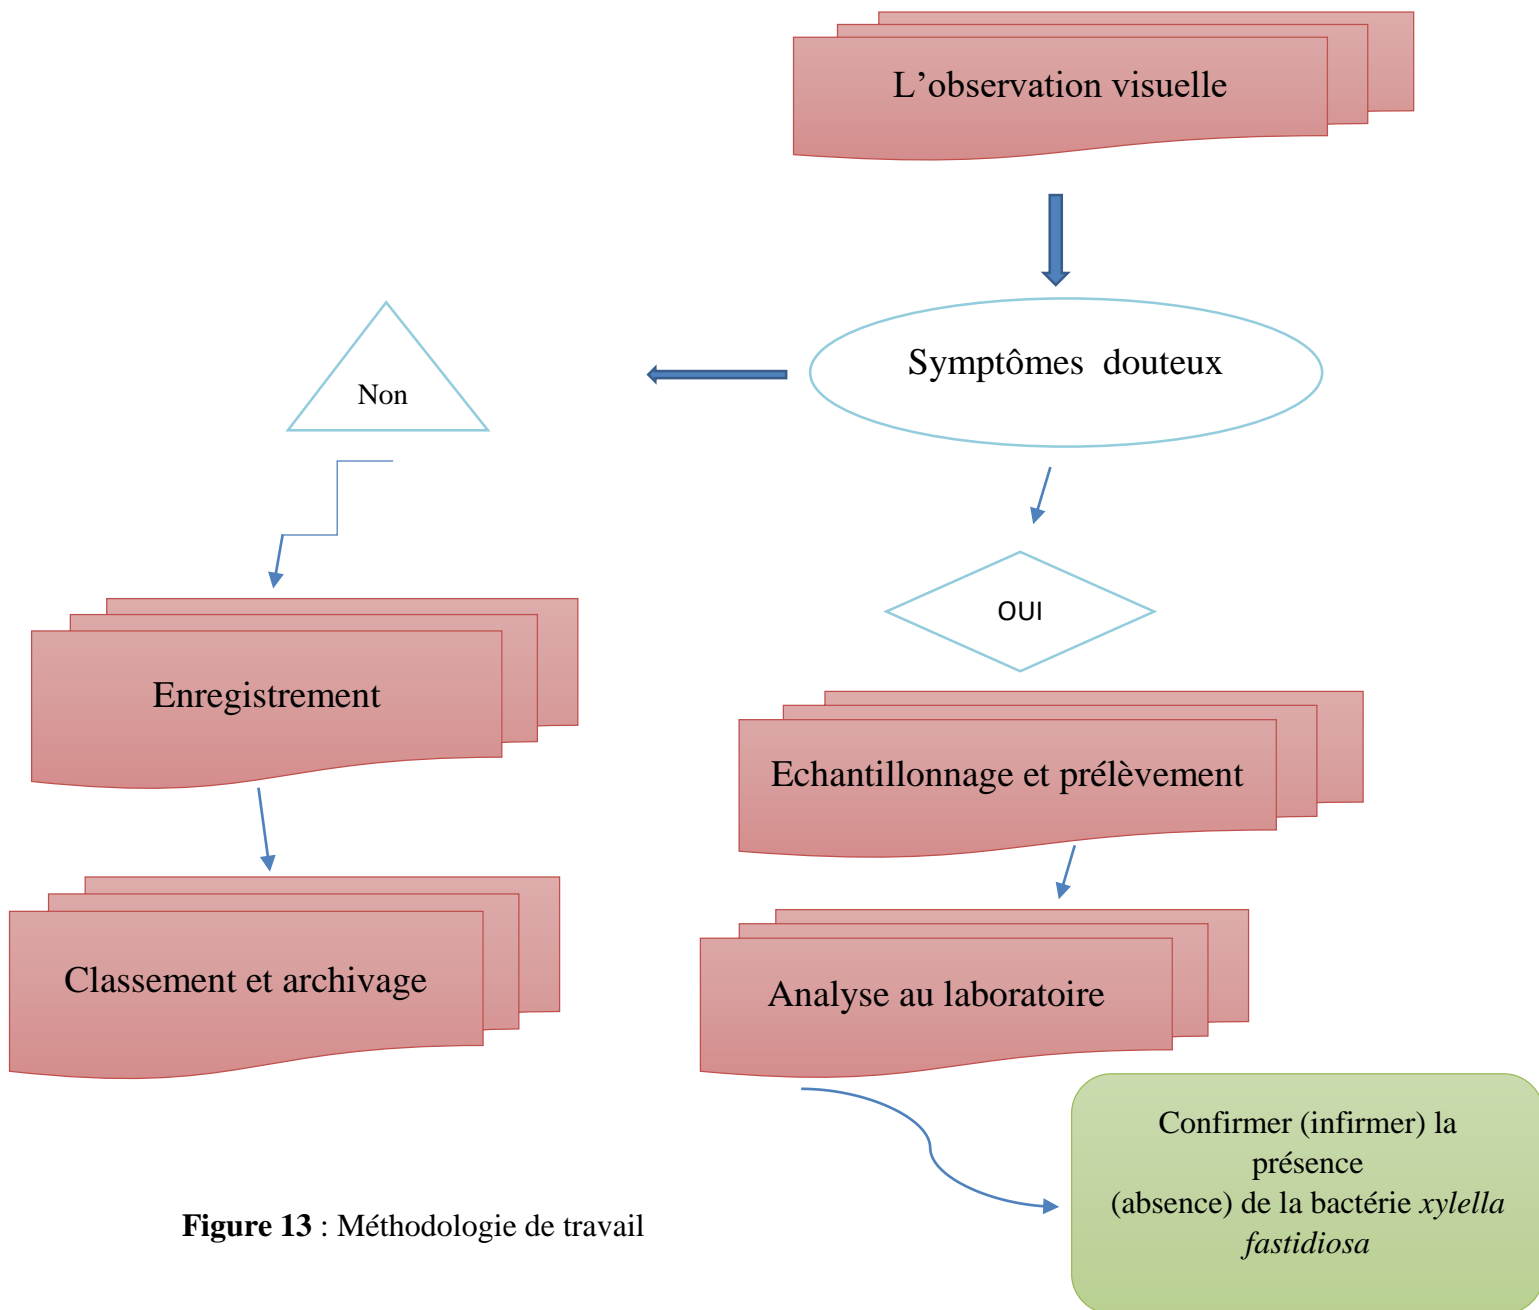 L’observation visuelle
Symptômes douteux
Non
OUI
Enregistrement
Echantillonnage et prélèvement
Classement et archivage
Analyse au laboratoire
Confirmer (infirmer) la
présence
(absence) de la bactérie xylella
fastidiosa
Figure 13 : Méthodologie de travail